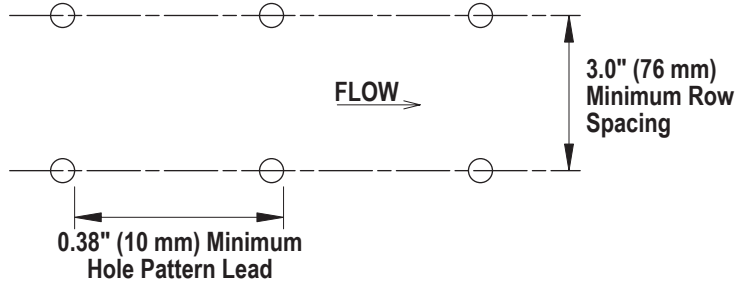 FLOW
3.0" (76 mm)
Minimum Row
Spacing
0.38" (10 mm) Minimum
Hole Pattern Lead